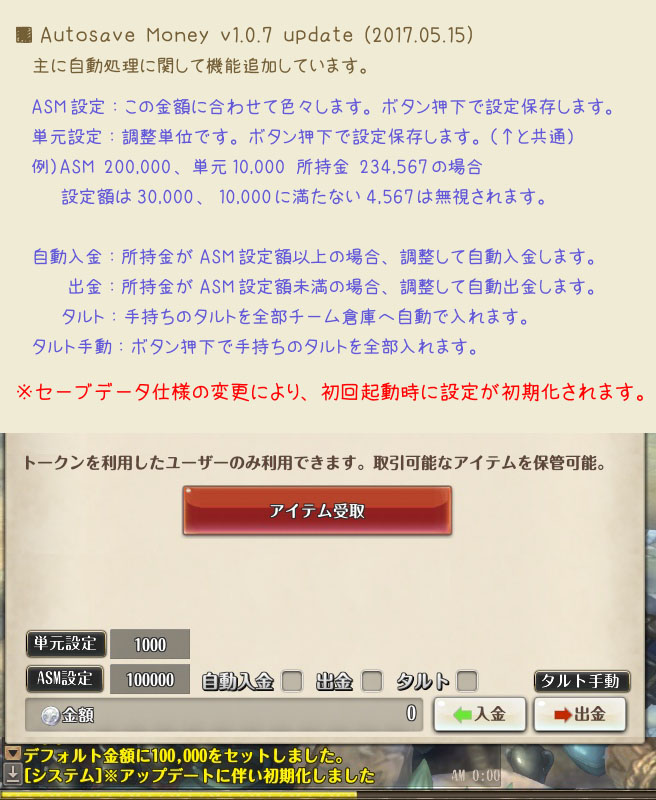 ■ Autosave Money v1.0.7 update (2017.05.15)
主に自動処理に関して機能追加しています。
ASM設定：この金額に合わせて色々します。ボタン押下で設定保存します。
単元設定：調整単位です。ボタン押下で設定保存します。(↑と共通)
例)ASM 200,000、単元10,000 所持金 234,567の場合
設定額は30,000、10,000に満たない4,567は無視されます。
自動入金：所持金がASM設定額以上の場合、調整して自動入金します。
出金：所持金がASM設定額未満の場合、調整して自動出金します。
タルト：手持ちのタルトを全部チーム倉庫へ自動で入れます。
タルト手動：ボタン押下で手持ちのタルトを全部入れます。
※セーブデータ仕様の変更により、初回起動時に設定が初期化されます。
トークンを利用したユーザーのみ利用できます。取引可能なアイテムを保管可能。
アイテム受取
単元設定 1000
ASM設定 100000 自動入金 出金 タルト タルト手動
金額 0 入金 出金
デフォルト金額に100,000をセットしました。
[システム]※アップデートに伴い初期化しました AM 0:00